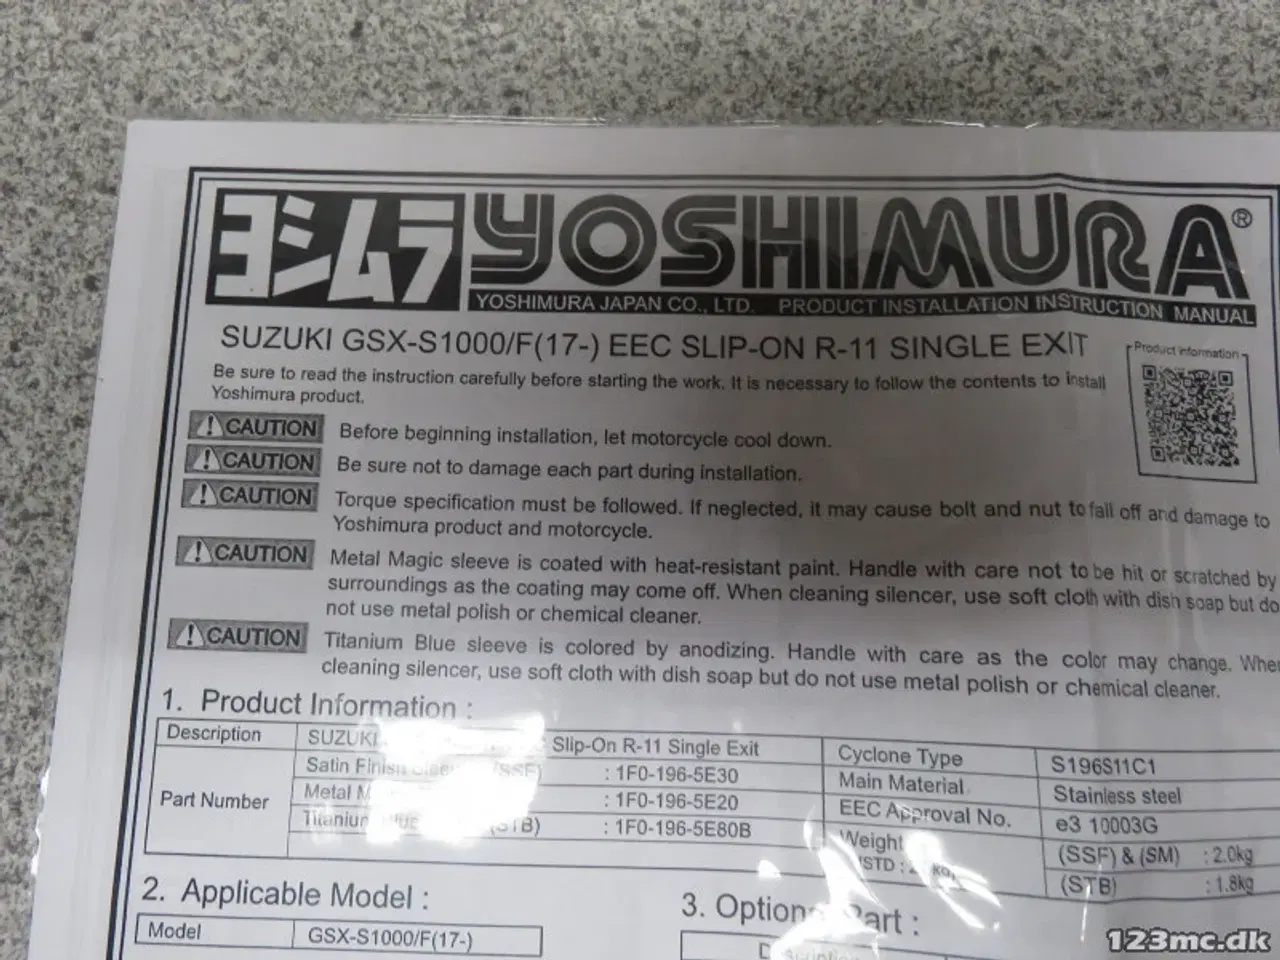 ヨシムラ YOSHIMURA®
YOSHIMURA JAPAN CO., LTD. PRODUCT INSTALLATION INSTRUCTION MANUAL
SUZUKI GSX-S1000/F(17-) EEC SLIP-ON R-11 SINGLE EXIT
Product information
Be sure to read the instruction carefully before starting the work. It is necessary to follow the contents to install
Yoshimura product.
CAUTION Before beginning installation, let motorcycle cool down.
CAUTION Be sure not to damage each part during installation.
CAUTION Torque specification must be followed. If neglected, it may cause bolt and nut to fall off and damage to
Yoshimura product and motorcycle.
CAUTION Metal Magic sleeve is coated with heat-resistant paint. Handle with care not to be hit or scratched by
surroundings as the coating may come off. When cleaning silencer, use soft cloth with dish soap but do
not use metal polish or chemical cleaner.
CAUTION Titanium Blue sleeve is colored by anodizing. Handle with care as the color may change. When
cleaning silencer, use soft cloth with dish soap but do not use metal polish or chemical cleaner.
1. Product Information :
Description SUZUKI Slip-On R-11 Single Exit Cyclone Type S196S11C1
Part Number Satin Finish (SSF) : 1F0-196-5E30 Main Material Stainless steel
Metal : 1F0-196-5E20 EEC Approval No. e3 10003G
Titanium (STB) : 1F0-196-5E80B Weight (SSF) & (SM) : 2.0kg
(STB) : 1.8kg
2. Applicable Model :
Model GSX-S1000/F(17-)
3. Optional Part :
123mc.dk